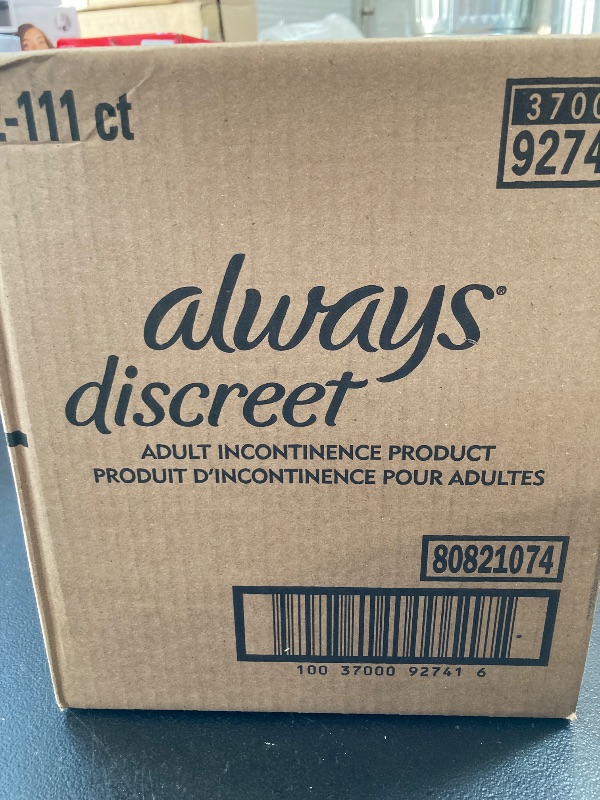 -111 ct
3700
9274
always®
discreet
ADULT INCONTINENCE PRODUCT
PRODUIT D'INCONTINENCE POUR ADULTES
80821074
100 37000 92741 6